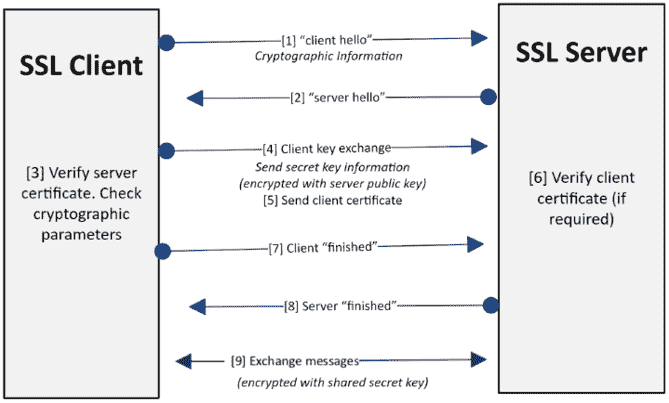 SSL Client
[3] Verify server
certificate. Check
cryptographic
parameters
[1] “client hello”
Cryptographic Information
[2] “server hello”
[4] Client key exchange
Send secret key information
(encrypted with server public key)
[5] Send client certificate
[7] Client “finished”
[8] Server “finished”
[9] Exchange messages
(encrypted with shared secret key)
SSL Server
[6] Verify client
certificate (if
required)